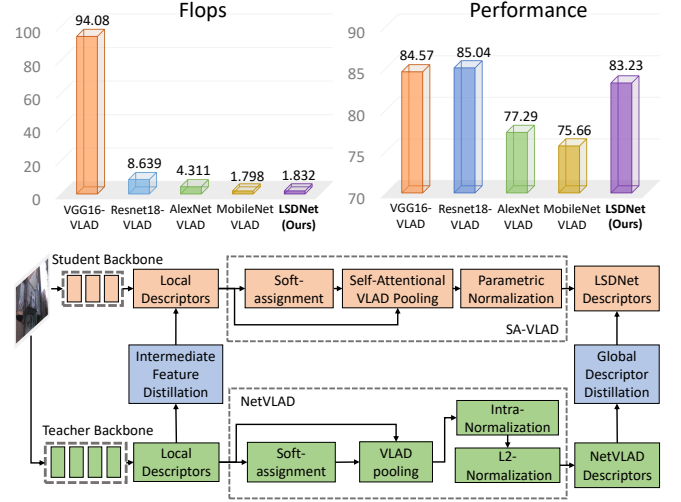 Flops
100
80
60
40
20
0
94.08
8.639
4.311
1.798
1.832
VGG16-
VLAD
Resnet18-
VLAD
AlexNet
VLAD
MobileNet
VLAD
LSDNet
(Ours)
Performance
90
85
80
75
70
84.57
85.04
77.29
75.66
83.23
VGG16-
VLAD
Resnet18-
VLAD
AlexNet
VLAD
MobileNet
VLAD
LSDNet
(Ours)
Student Backbone
Local
Descriptors
Soft-
assignment
Self-Attentional
VLAD Pooling
Parametric
Normalization
SA-VLAD
LSDNet
Descriptors
Intermediate
Feature
Distillation
Global
Descriptor
Distillation
Teacher Backbone
Local
Descriptors
NetVLAD
Soft-
assignment
VLAD
pooling
Intra-
Normalization
L2-
Normalization
NetVLAD
Descriptors